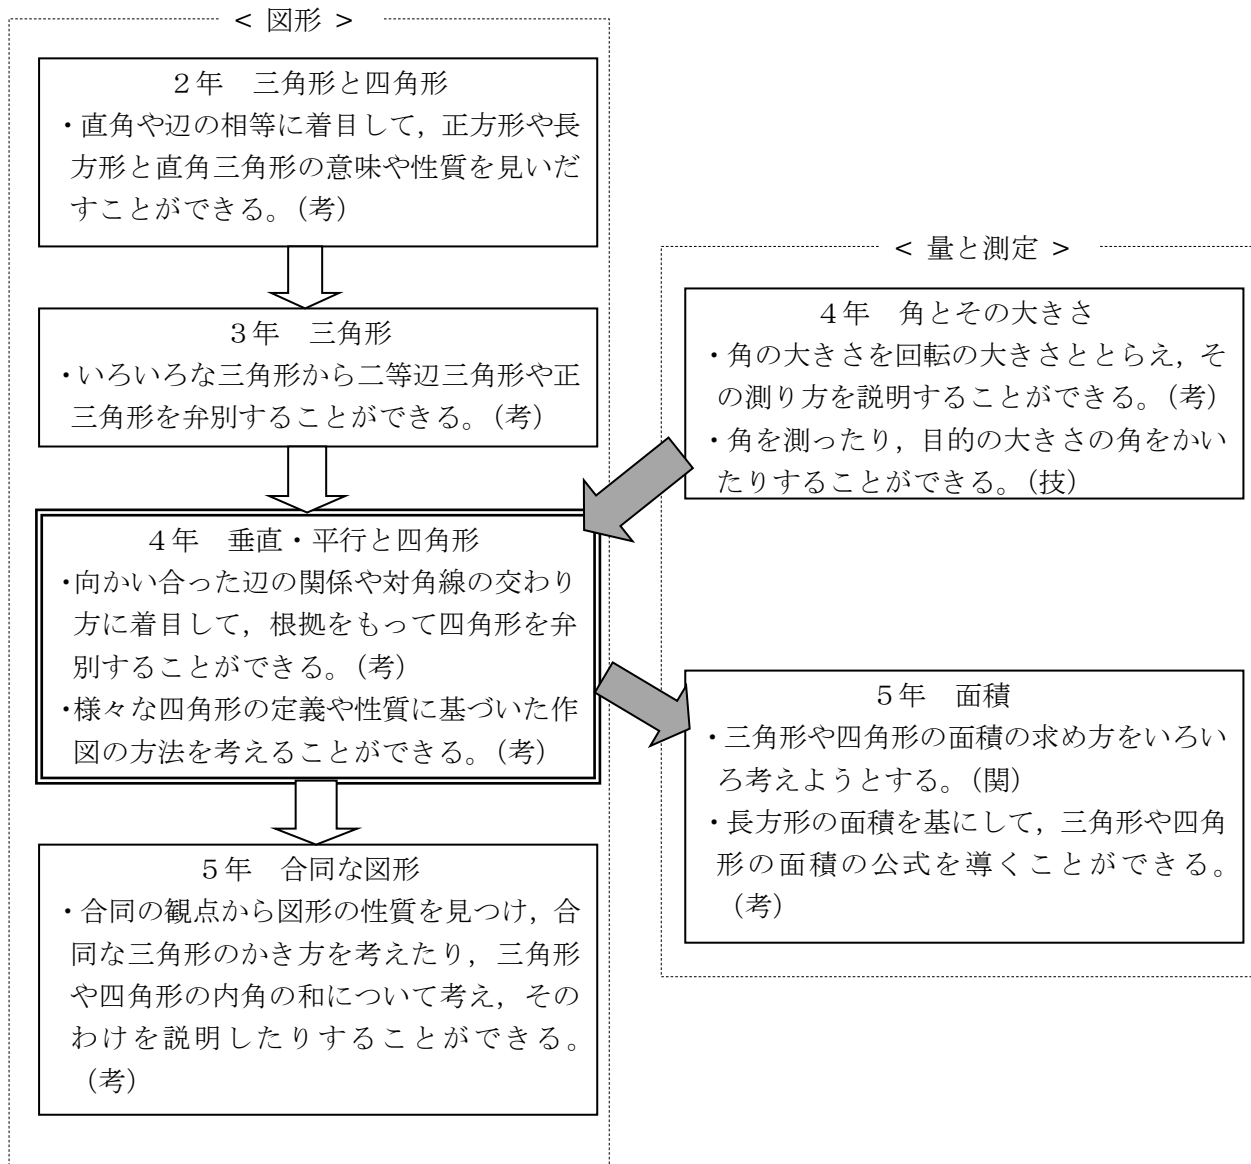 < 図形 >
２年　三角形と四角形
・直角や辺の相等に着目して，正方形や長
方形と直角三角形の意味や性質を見いだ
すことができる。（考）
３年　三角形
・いろいろな三角形から二等辺三角形や正
三角形を弁別することができる。（考）
４年　垂直・平行と四角形
・向かい合った辺の関係や対角線の交わり
方に着目して，根拠をもって四角形を弁
別することができる。（考）
・様々な四角形の定義や性質に基づいた作
図の方法を考えることができる。（考）
５年　合同な図形
・合同の観点から図形の性質を見つけ，合
同な三角形のかき方を考えたり，三角形
や四角形の内角の和について考え，その
わけを説明したりすることができる。
（考）
< 量と測定 >
４年　角とその大きさ
・角の大きさを回転の大きさととらえ，そ
の測り方を説明することができる。（考）
・角を測ったり，目的の大きさの角をかい
たりすることができる。（技）
５年　面積
・三角形や四角形の面積の求め方をいろい
ろ考えようとする。（関）
・長方形の面積を基にして，三角形や四角
形の面積の公式を導くことができる。
（考）